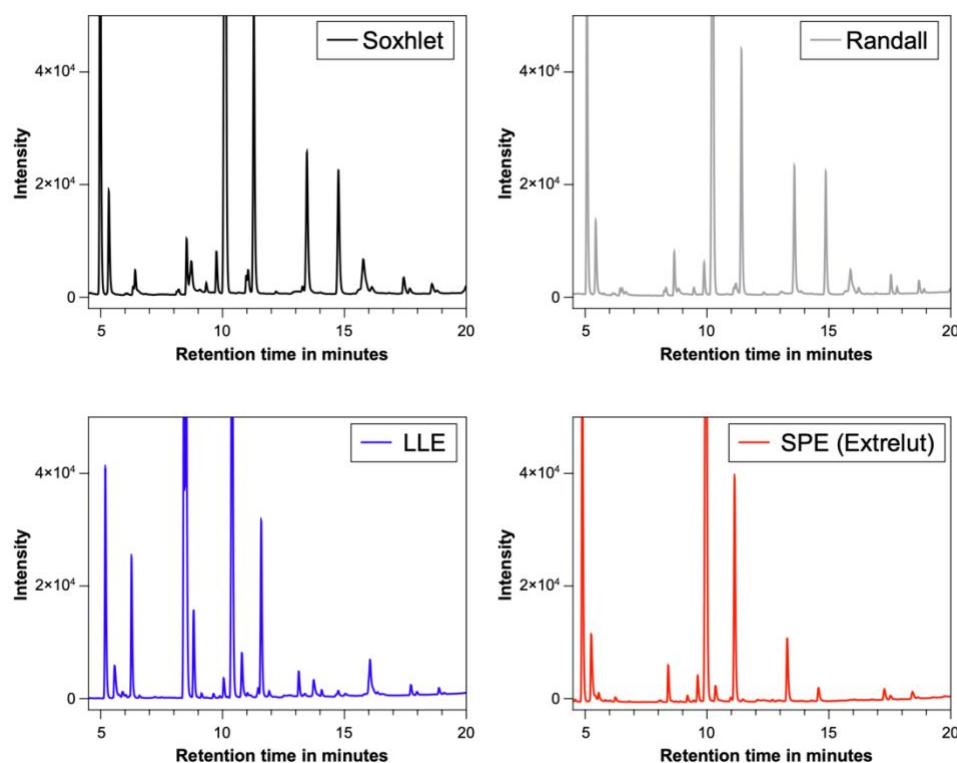 Soxhlet
4×10⁴
2×10⁴
0
Intensity
5 10 15 20
Retention time in minutes
Randall
4×10⁴
2×10⁴
0
Intensity
5 10 15 20
Retention time in minutes
LLE
4×10⁴
2×10⁴
0
Intensity
5 10 15 20
Retention time in minutes
SPE (Extrelut)
4×10⁴
2×10⁴
0
Intensity
5 10 15 20
Retention time in minutes